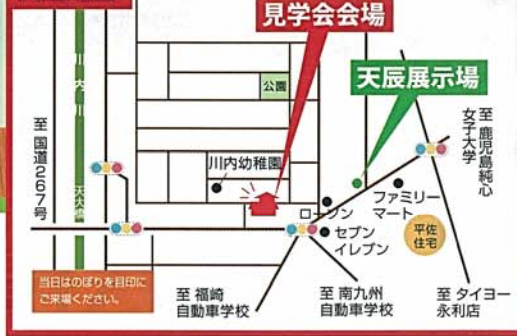 見学会会場
天辰展示場
公園
川内川
至 国道267号
天大橋
川内幼稚園
至 鹿児島純心
女子大学
ファミリー
マート
ローソン
セブン
イレブン
平佐
住宅
当日はのぼりを目印に
ご来場ください。
至 福崎
自動車学校
至 南九州
自動車学校
至 タイヨー
永利店